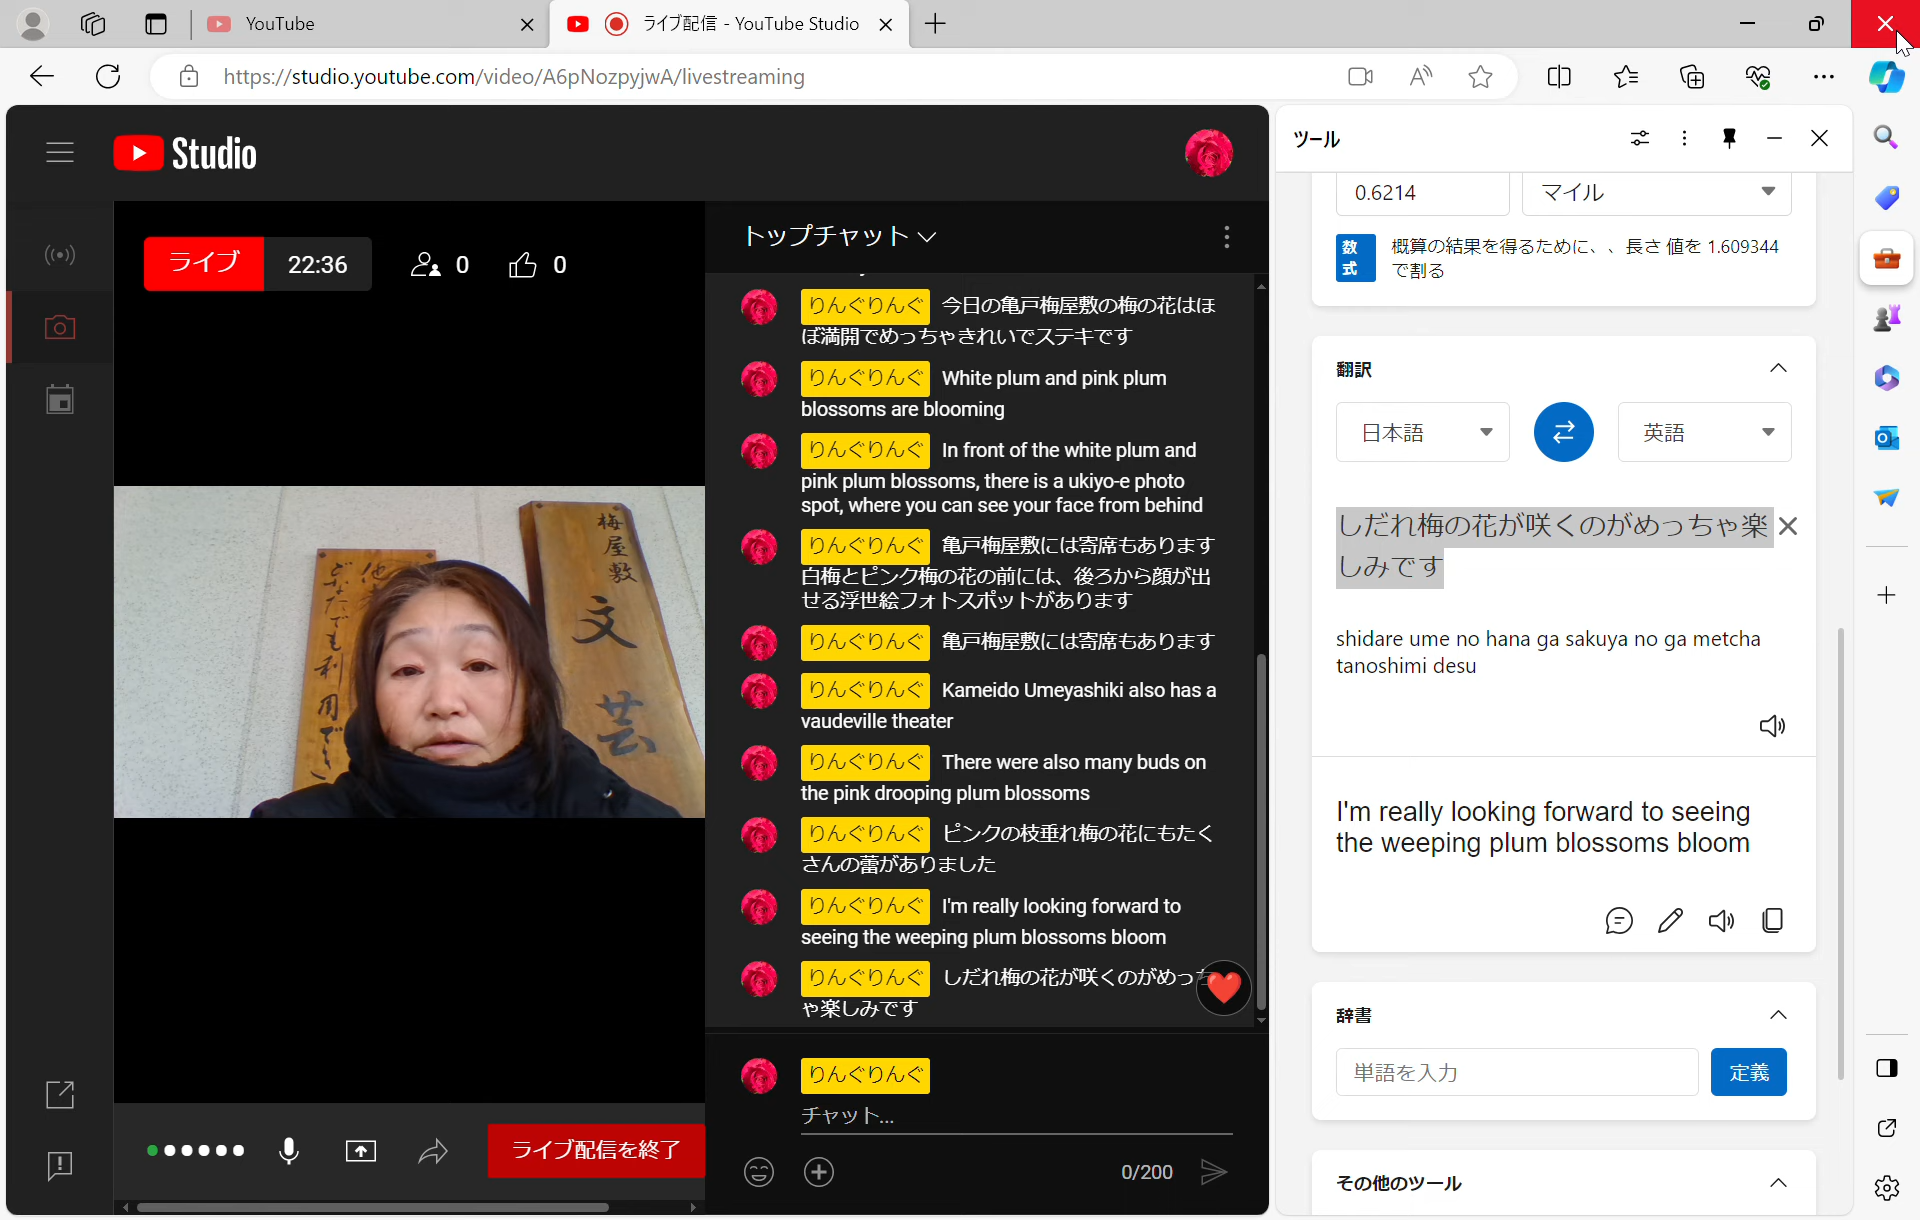 YouTube
ライブ配信 - YouTube Studio
https://studio.youtube.com/video/A6pNozpyjwA/livestreaming
Studio
ライブ
22:36
0
0
梅屋敷
文芸
どなたでも利用でき
トップチャット
りんぐりんぐ 今日の亀戸梅屋敷の梅の花はほ
ぼ満開でめっちゃきれいでステキです
りんぐりんぐ White plum and pink plum
blossoms are blooming
りんぐりんぐ In front of the white plum and
pink plum blossoms, there is a ukiyo-e photo
spot, where you can see your face from behind
りんぐりんぐ 亀戸梅屋敷には寄席もあります
白梅とピンク梅の花の前には、後ろから顔が出
せる浮世絵フォトスポットがあります
りんぐりんぐ 亀戸梅屋敷には寄席もあります
りんぐりんぐ Kameido Umeyashiki also has a
vaudeville theater
りんぐりんぐ There were also many buds on
the pink drooping plum blossoms
りんぐりんぐ ピンクの枝垂れ梅の花にもたく
さんの蕾がありました
りんぐりんぐ I'm really looking forward to
seeing the weeping plum blossoms bloom
りんぐりんぐ しだれ梅の花が咲くのがめっち
ゃ楽しみです
りんぐりんぐ
チャット...
0/200
ライブ配信を終了
ツール
0.6214
マイル
数式
概算の結果を得るために、、長さ 値を 1.609344
で割る
翻訳
日本語
英語
しだれ梅の花が咲くのがめっちゃ楽
しみです
shidare ume no hana ga sakuya no ga metcha
tanoshimi desu
I'm really looking forward to seeing
the weeping plum blossoms bloom
辞書
単語を入力
定義
その他のツール